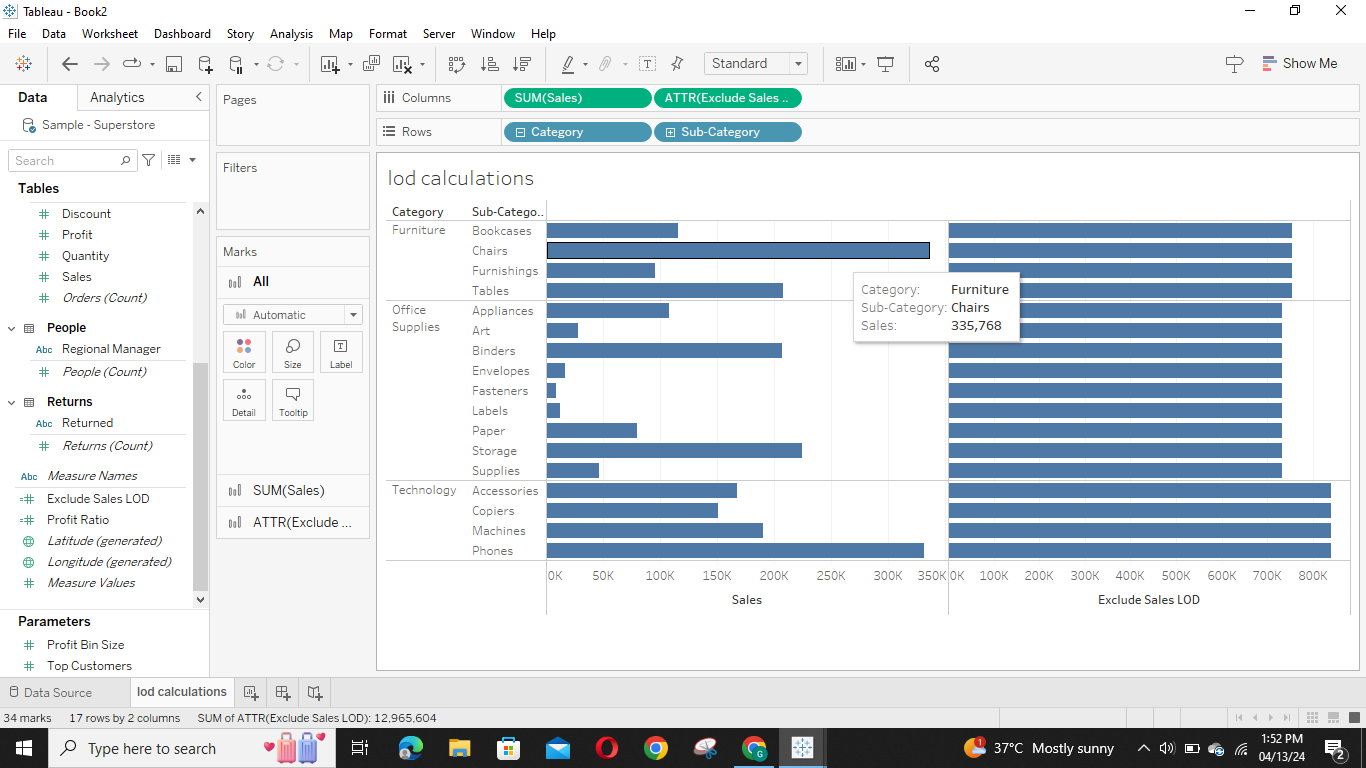 Tableau - Book2
File Data Worksheet Dashboard Story Analysis Map Format Server Window Help
Standard
Show Me
Data Analytics
Sample - Superstore
Search
Tables
Discount
Profit
Quantity
Sales
Orders (Count)
People
Abc Regional Manager
People (Count)
Returns
Abc Returned
Returns (Count)
Abc Measure Names
Exclude Sales LOD
Profit Ratio
Latitude (generated)
Longitude (generated)
Measure Values
Parameters
Profit Bin Size
Top Customers
Pages
Filters
Marks
All
Automatic
Color Size Label
Detail Tooltip
SUM(Sales)
ATTR(Exclude ...
Columns SUM(Sales) ATTR(Exclude Sales ..
Rows Category Sub-Category
lod calculations
Category Sub-Catego..
Furniture Bookcases
Chairs
Furnishings
Tables
Office Supplies Appliances
Art
Binders
Envelopes
Fasteners
Labels
Paper
Storage
Supplies
Technology Accessories
Copiers
Machines
Phones
Category: Furniture
Sub-Category: Chairs
Sales: 335,768
0K 50K 100K 150K 200K 250K 300K 350K 0K 100K 200K 300K 400K 500K 600K 700K 800K
Sales Exclude Sales LOD
Data Source lod calculations
34 marks 17 rows by 2 columns SUM of ATTR(Exclude Sales LOD): 12,965,604
Type here to search
G
1
37°C Mostly sunny
1:52 PM
04/13/24
2